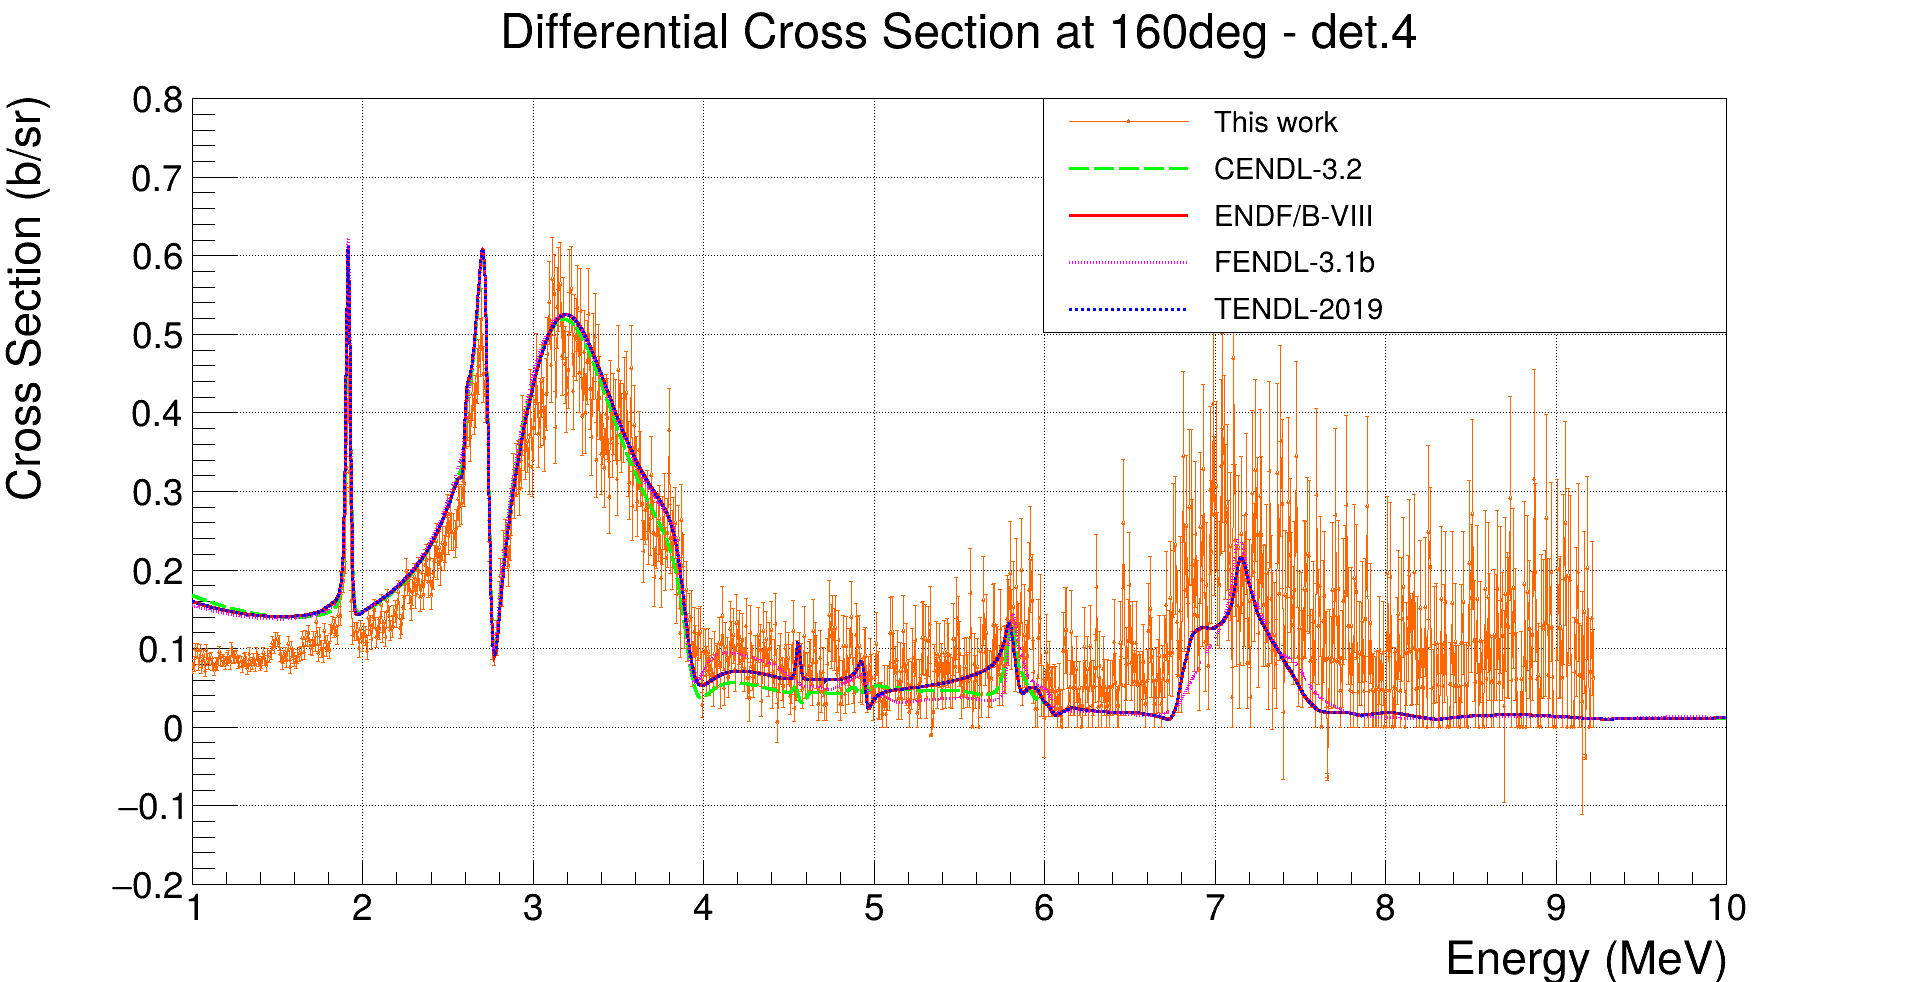 Differential Cross Section at 160deg - det.4
Cross Section (b/sr)
0.8
0.7
0.6
0.5
0.4
0.3
0.2
0.1
0
−0.1
−0.2
This work
CENDL-3.2
ENDF/B-VIII
FENDL-3.1b
TENDL-2019
1 2 3 4 5 6 7 8 9 10
Energy (MeV)